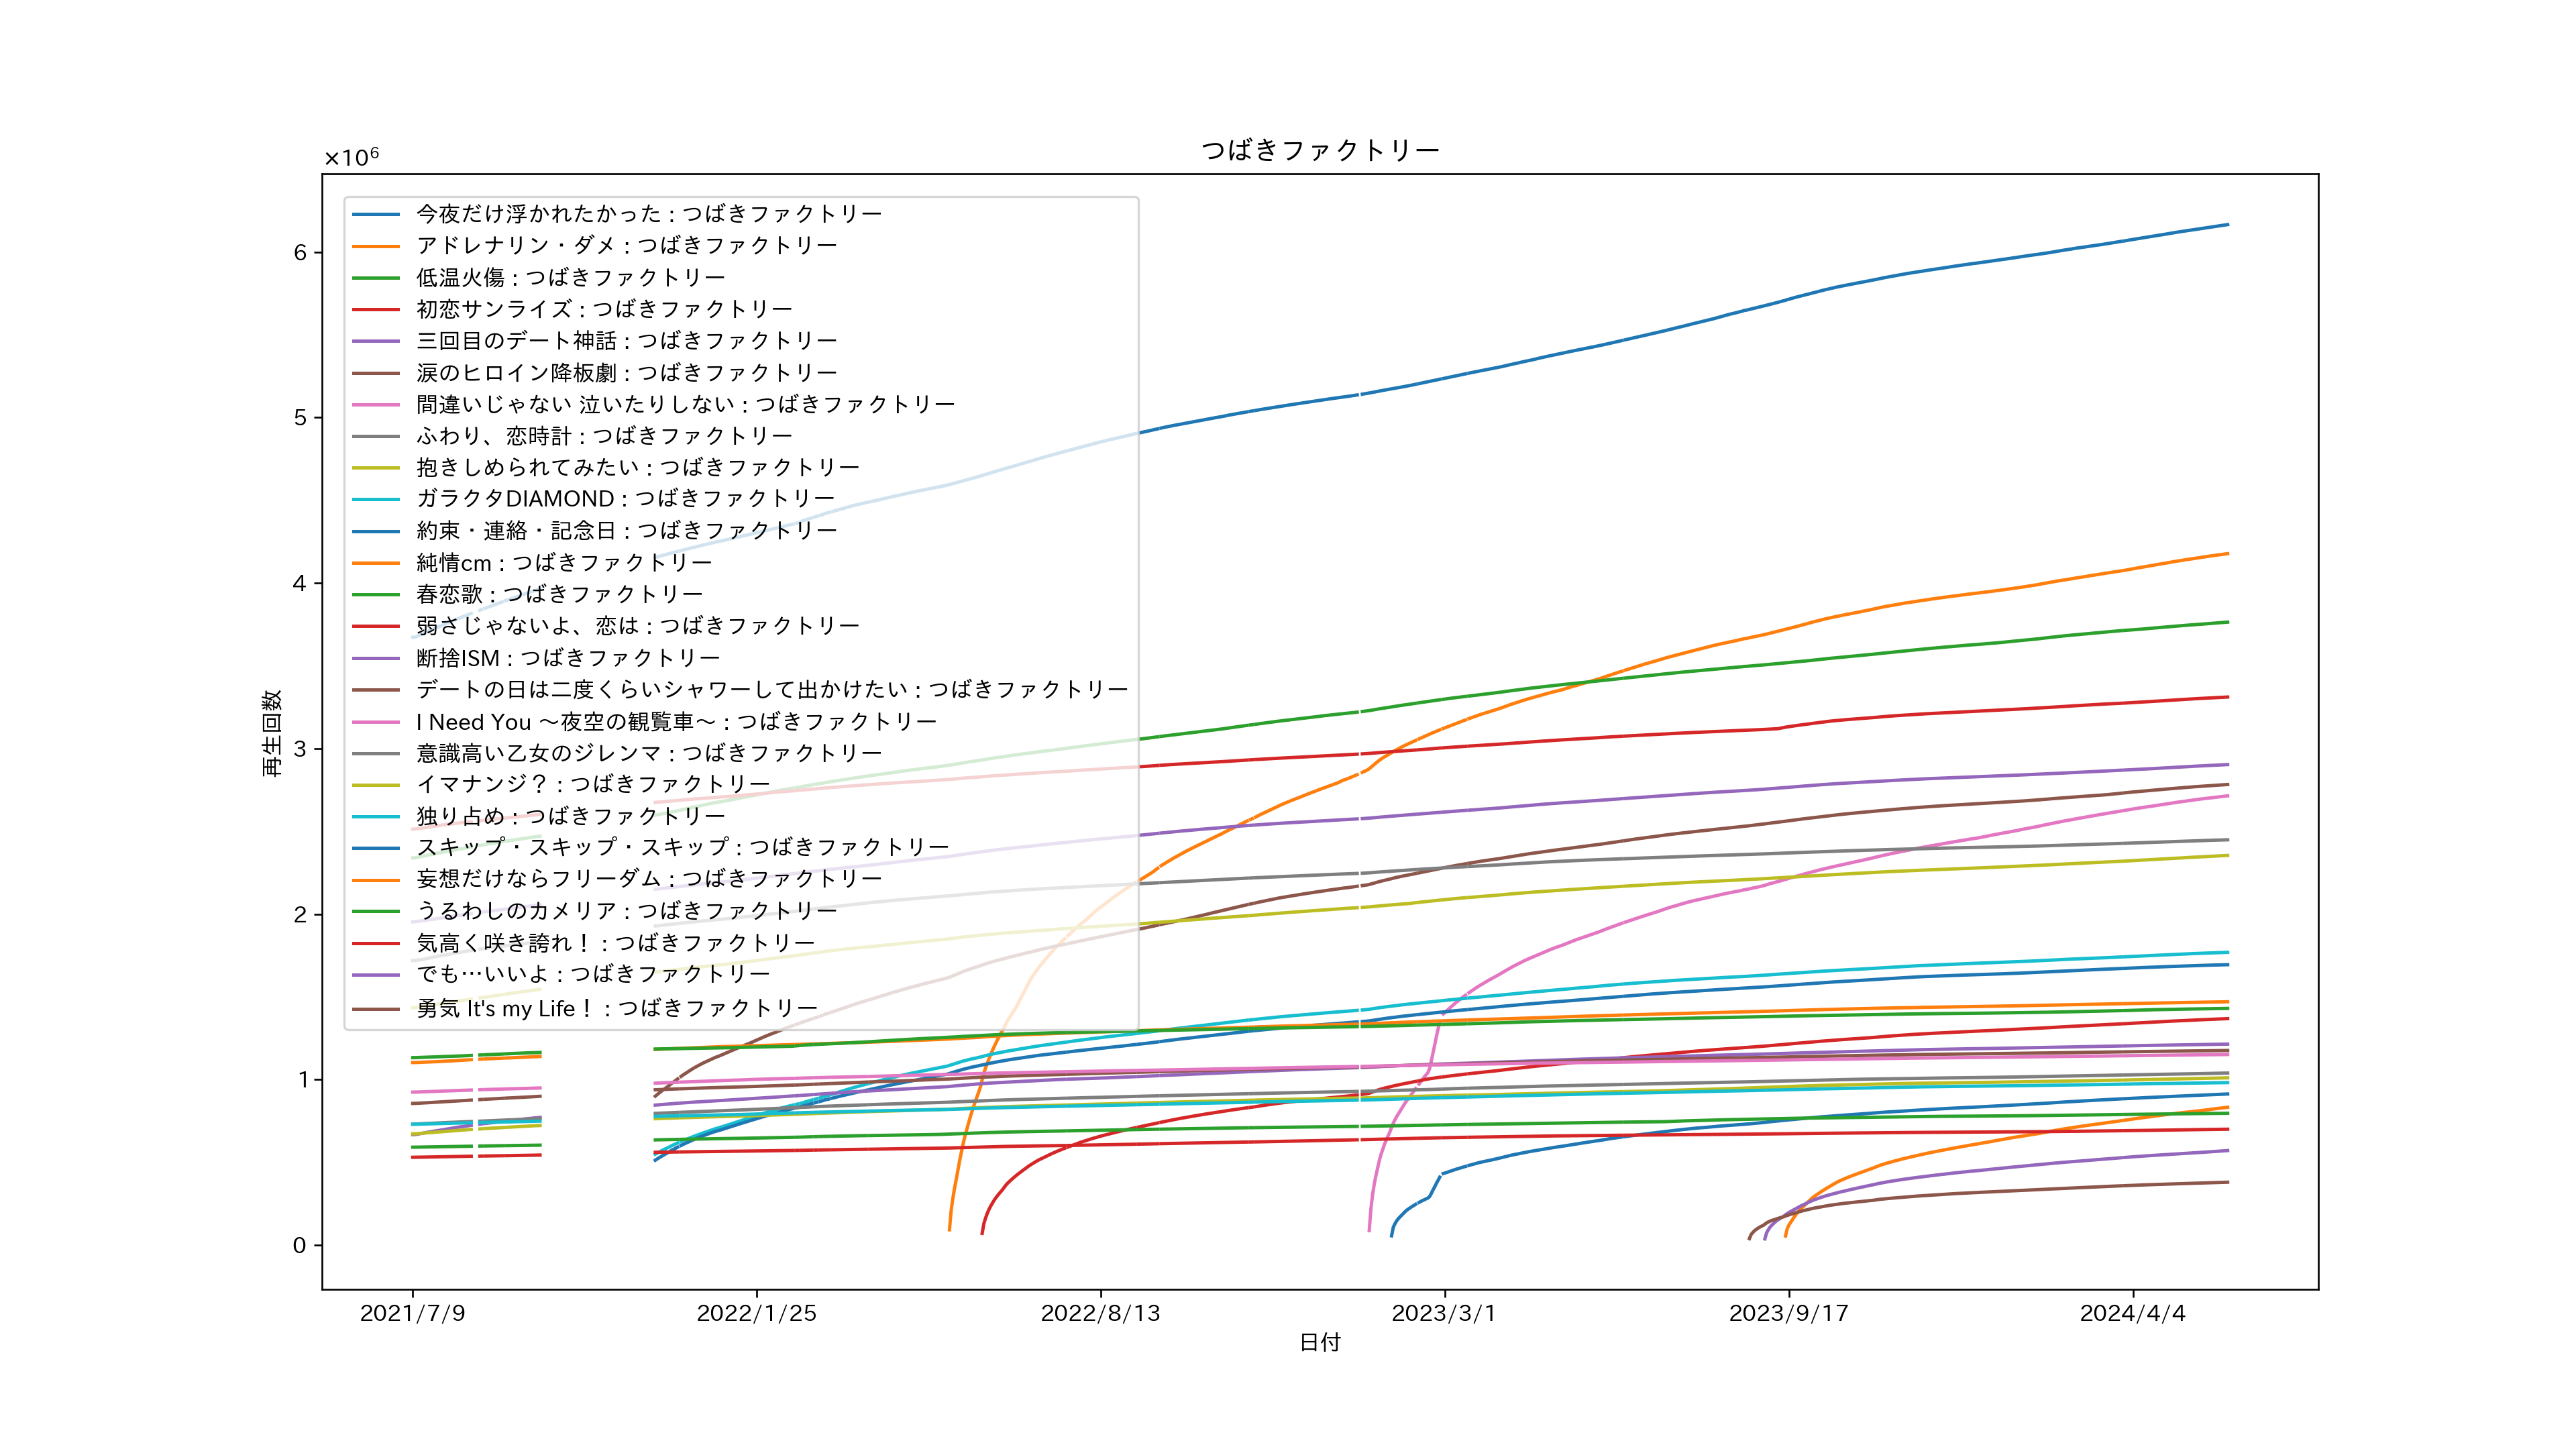 つばきファクトリー
×10⁶
今夜だけ浮かれたかった : つばきファクトリー
アドレナリン・ダメ : つばきファクトリー
低温火傷 : つばきファクトリー
初恋サンライズ : つばきファクトリー
三回目のデート神話 : つばきファクトリー
涙のヒロイン降板劇 : つばきファクトリー
間違いじゃない 泣いたりしない : つばきファクトリー
ふわり、恋時計 : つばきファクトリー
抱きしめられてみたい : つばきファクトリー
ガラクタDIAMOND : つばきファクトリー
約束・連絡・記念日 : つばきファクトリー
純情cm : つばきファクトリー
春恋歌 : つばきファクトリー
弱さじゃないよ、恋は : つばきファクトリー
断捨ISM : つばきファクトリー
デートの日は二度くらいシャワーして出かけたい : つばきファクトリー
I Need You 〜夜空の観覧車〜 : つばきファクトリー
意識高い乙女のジレンマ : つばきファクトリー
イマナンジ？ : つばきファクトリー
独り占め : つばきファクトリー
スキップ・スキップ・スキップ : つばきファクトリー
妄想だけならフリーダム : つばきファクトリー
うるわしのカメリア : つばきファクトリー
気高く咲き誇れ！ : つばきファクトリー
でも…いいよ : つばきファクトリー
勇気 It's my Life！ : つばきファクトリー
6
5
4
3
2
1
0
再生回数
2021/7/9
2022/1/25
2022/8/13
2023/3/1
2023/9/17
2024/4/4
日付